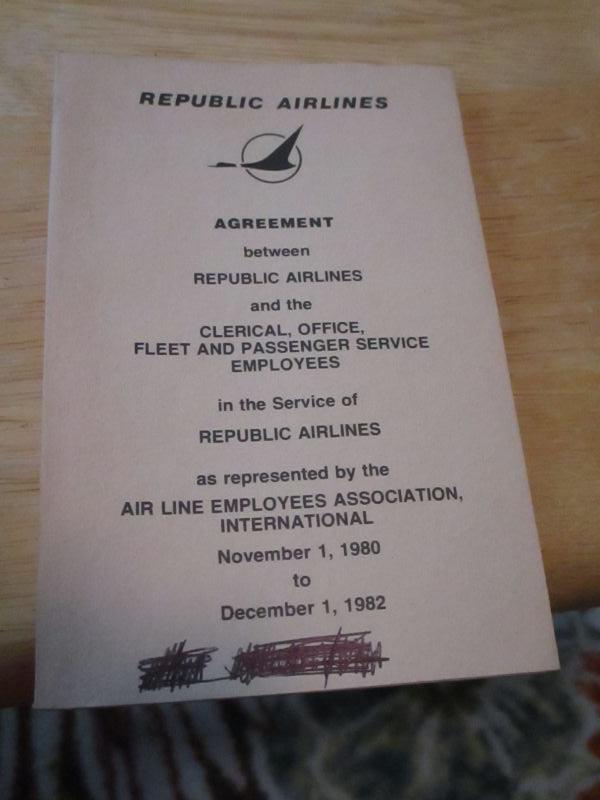 REPUBLIC AIRLINES
AGREEMENT
between
REPUBLIC AIRLINES
and the
CLERICAL, OFFICE,
FLEET AND PASSENGER SERVICE
EMPLOYEES
in the Service of
REPUBLIC AIRLINES
as represented by the
AIR LINE EMPLOYEES ASSOCIATION,
INTERNATIONAL
November 1, 1980
to
December 1, 1982